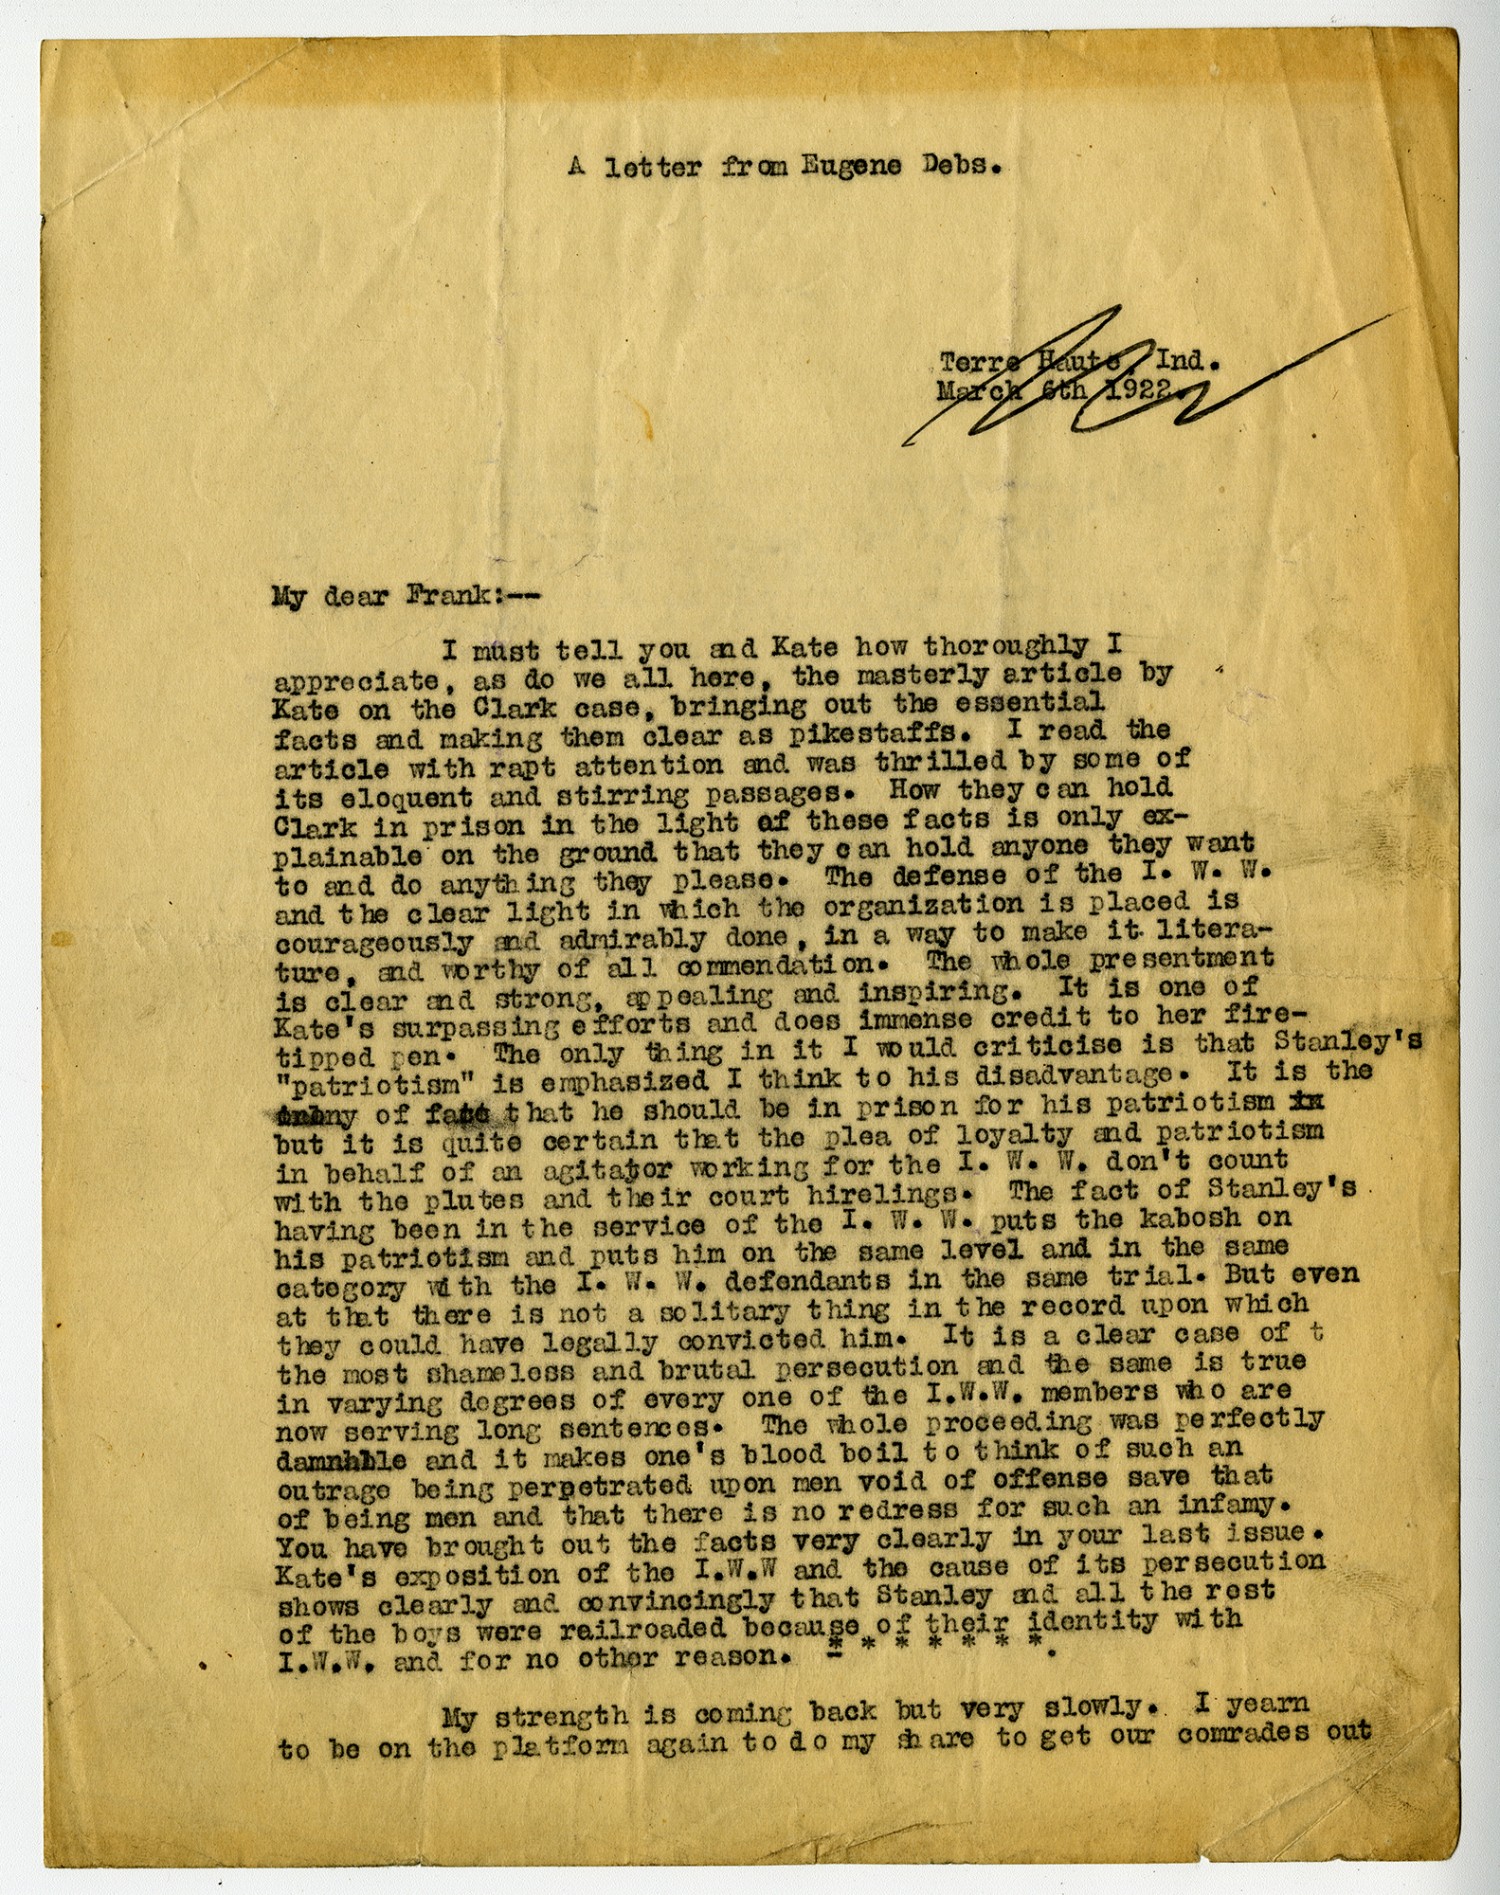 A letter from Eugene Debs.
Terre Haute, Ind.
March 6th 1922.
My dear Frank:--
I must tell you and Kate how thoroughly I
appreciate, as do we all here, the masterly article by
Kate on the Clark case, bringing out the essential
facts and making them clear as pikestaffs. I read the
article with rapt attention and was thrilled by some of
its eloquent and stirring passages. How they can hold
Clark in prison in the light of these facts is only ex-
plainable on the ground that they can hold anyone they want
to and do anything they please. The defense of the I. W. W.
and the clear light in which the organization is placed is
courageously and admirably done, in a way to make it litera-
ture, and worthy of all commendation. The whole presentment
is clear and strong, appealing and inspiring. It is one of
Kate's surpassing efforts and does immense credit to her fire-
tipped pen. The only thing in it I would criticise is that Stanley's
"patriotism" is emphasized I think to his disadvantage. It is the
of fate that he should be in prison for his patriotism
but it is quite certain that the plea of loyalty and patriotism
in behalf of an agitator working for the I. W. W. don't count
with the plutes and their court hirelings. The fact of Stanley's
having been in the service of the I. W. W. puts the kabosh on
his patriotism and puts him on the same level and in the same
category with the I. W. W. defendants in the same trial. But even
at that there is not a solitary thing in the record upon which
they could have legally convicted him. It is a clear case of t
the most shameless and brutal persecution and the same is true
in varying degrees of every one of the I.W.W. members who are
now serving long sentences. The whole proceeding was perfectly
damnable and it makes one's blood boil to think of such an
outrage being perpetrated upon men void of offense save that
of being men and that there is no redress for such an infamy.
You have brought out the facts very clearly in your last issue.
Kate's exposition of the I.W.W and the cause of its persecution
shows clearly and convincingly that Stanley and all the rest
of the boys were railroaded because of their identity with
I.W.W. and for no other reason. * * * * * * *
My strength is coming back but very slowly. I yearn
to be on the platform again to do my share to get our comrades out